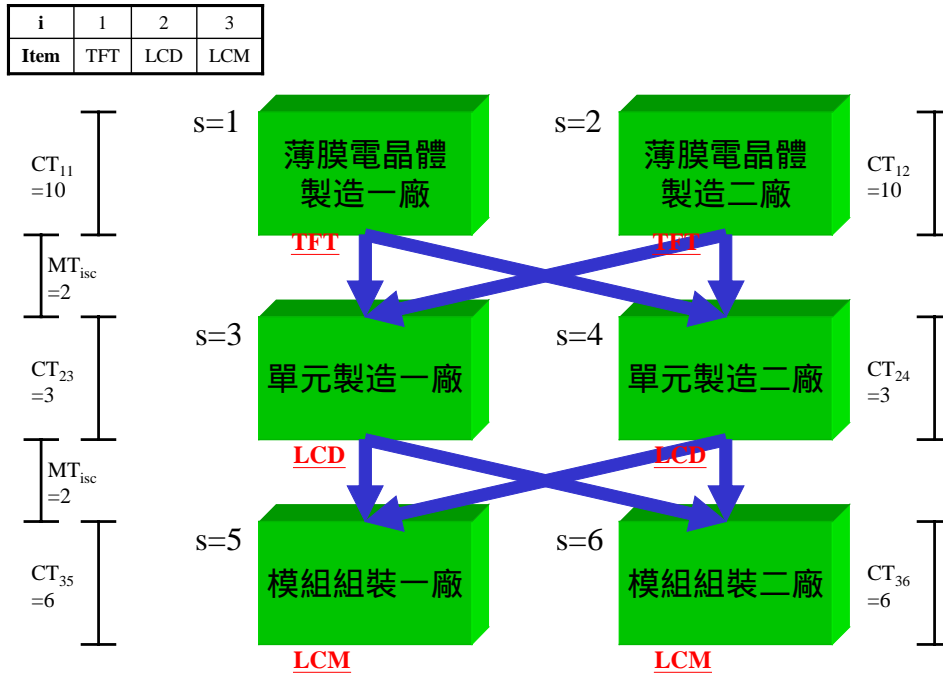 i 1 2 3
Item TFT LCD LCM
s=1
薄膜電晶體
製造一廠
s=2
薄膜電晶體
製造二廠
CT11
=10
CT12
=10
TFT
TFT
MTisc
=2
s=3
單元製造一廠
s=4
單元製造二廠
CT23
=3
CT24
=3
LCD
LCD
MTisc
=2
s=5
模組組裝一廠
s=6
模組組裝二廠
CT35
=6
CT36
=6
LCM
LCM